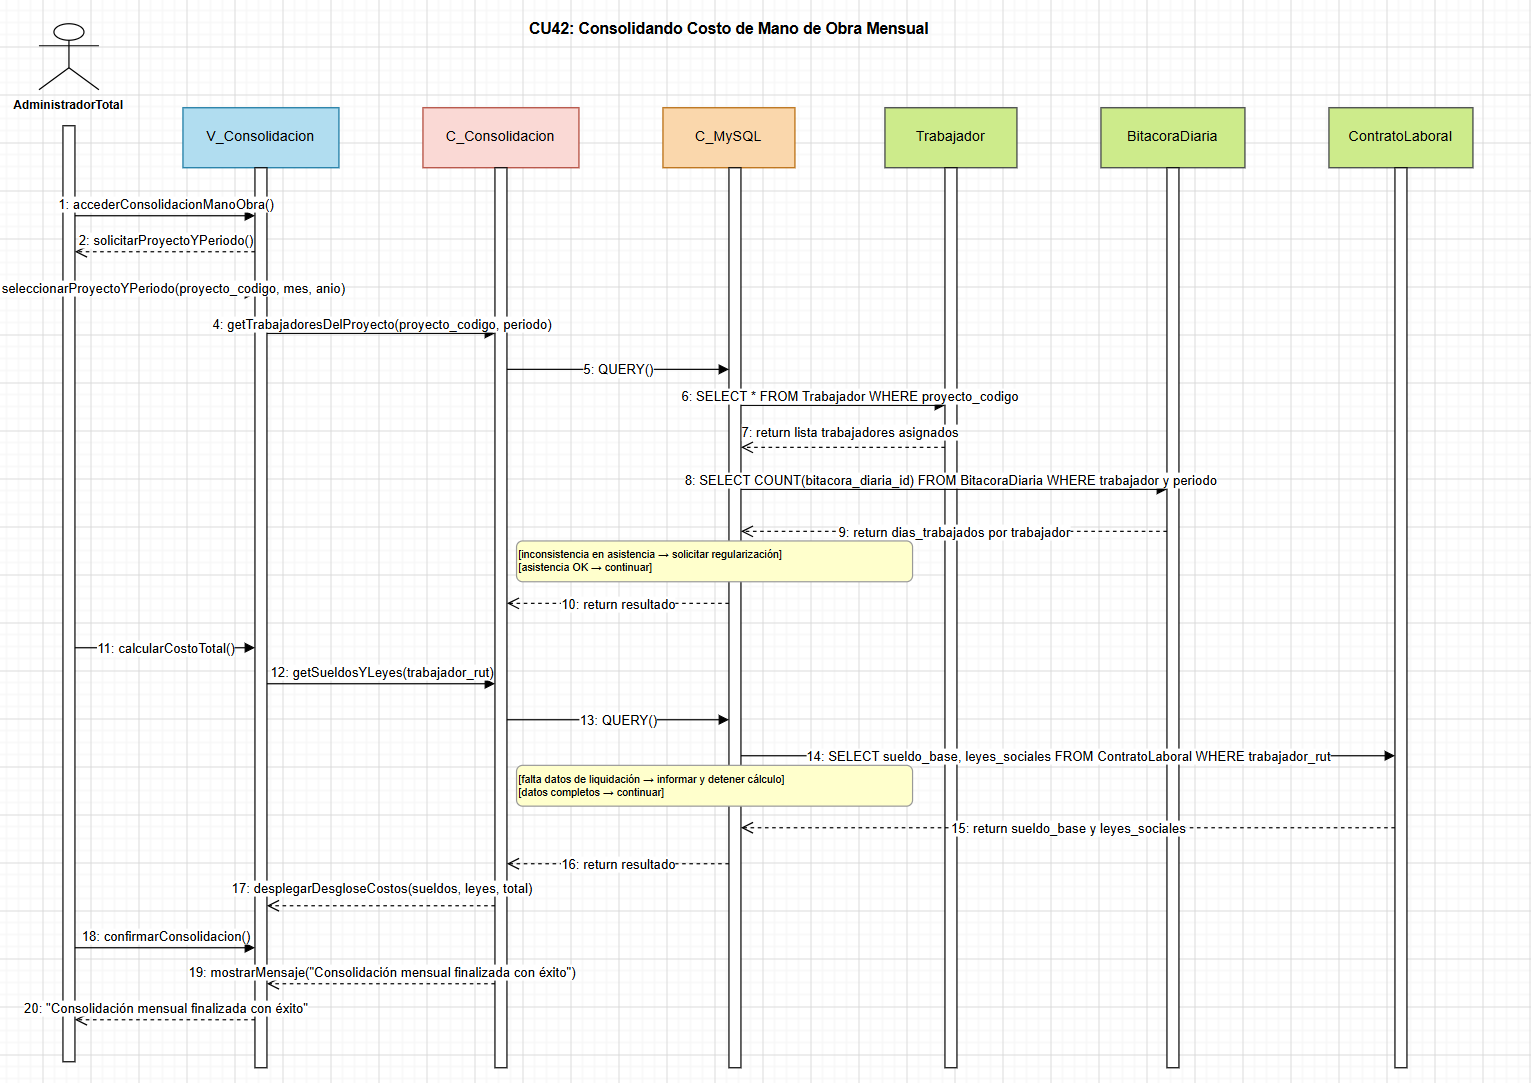 CU42: Consolidando Costo de Mano de Obra Mensual
AdministradorTotal
V_Consolidacion
C_Consolidacion
C_MySQL
Trabajador
BitacoraDiaria
ContratoLaboral
1: accederConsolidacionManoObra()
2: solicitarProyectoYPeriodo()
seleccionarProyectoYPeriodo(proyecto_codigo, mes, anio)
4: getTrabajadoresDelProyecto(proyecto_codigo, periodo)
5: QUERY()
6: SELECT * FROM Trabajador WHERE proyecto_codigo
7: return lista trabajadores asignados
8: SELECT COUNT(bitacora_diaria_id) FROM BitacoraDiaria WHERE trabajador y periodo
9: return dias_trabajados por trabajador
[inconsistencia en asistencia → solicitar regularización]
[asistencia OK → continuar]
10: return resultado
11: calcularCostoTotal()
12: getSueldosYLeyes(trabajador_rut)
13: QUERY()
14: SELECT sueldo_base, leyes_sociales FROM ContratoLaboral WHERE trabajador_rut
[falta datos de liquidación → informar y detener cálculo]
[datos completos → continuar]
15: return sueldo_base y leyes_sociales
16: return resultado
17: desplegarDesgloseCostos(sueldos, leyes, total)
18: confirmarConsolidacion()
19: mostrarMensaje("Consolidación mensual finalizada con éxito")
20: "Consolidación mensual finalizada con éxito"